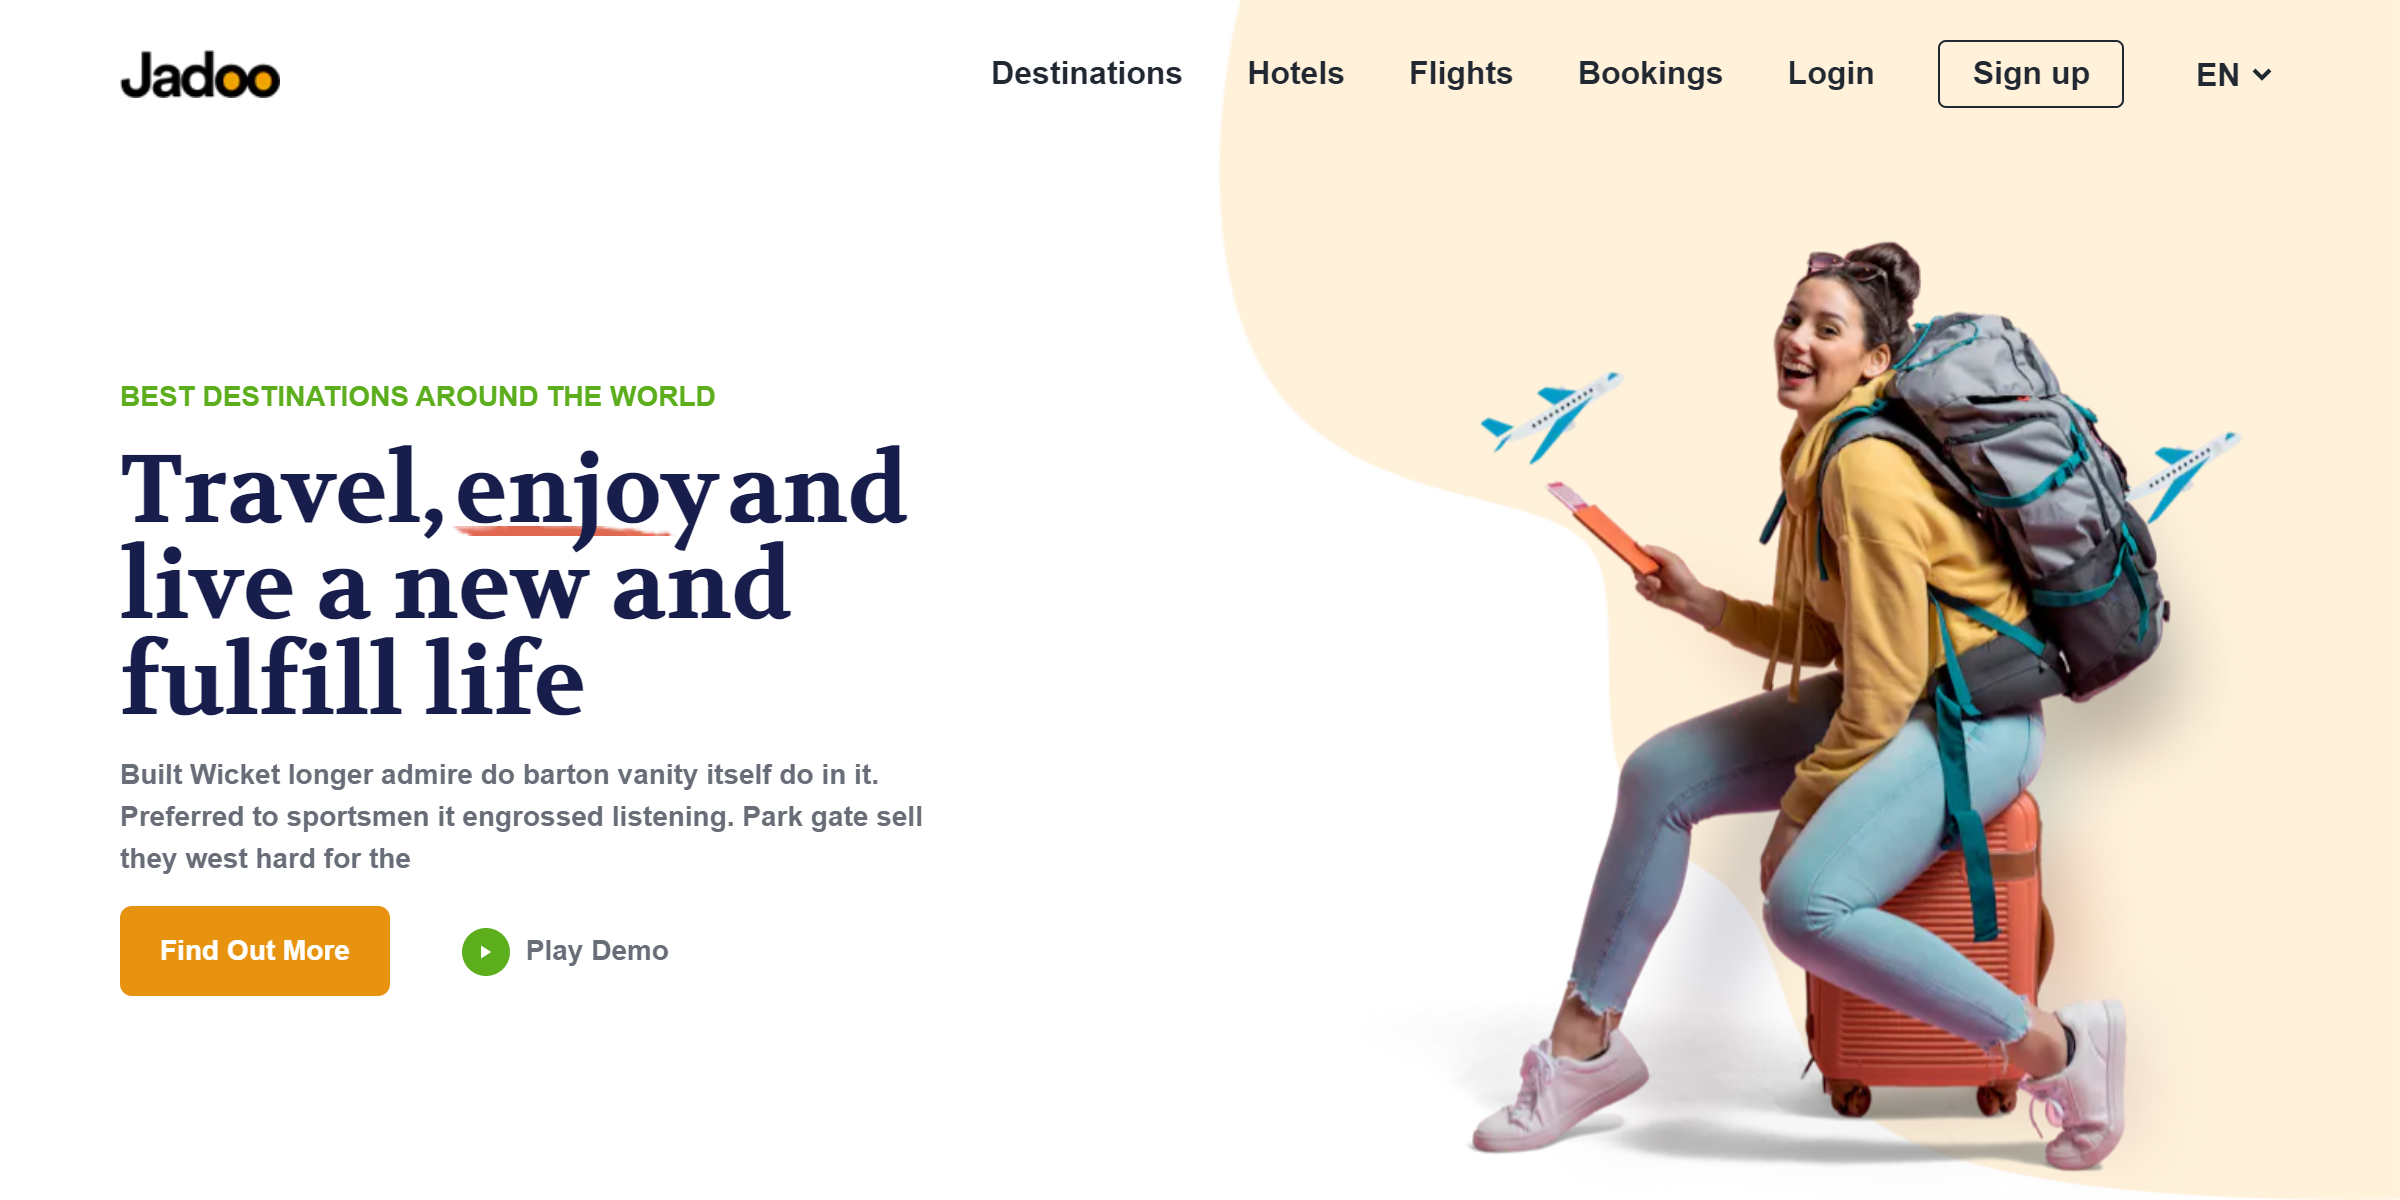 Jadoo
Destinations
Hotels
Flights
Bookings
Login
Sign up
EN
BEST DESTINATIONS AROUND THE WORLD
Travel, enjoy and
live a new and
fulfill life
Built Wicket longer admire do barton vanity itself do in it.
Preferred to sportsmen it engrossed listening. Park gate sell
they west hard for the
Find Out More
Play Demo